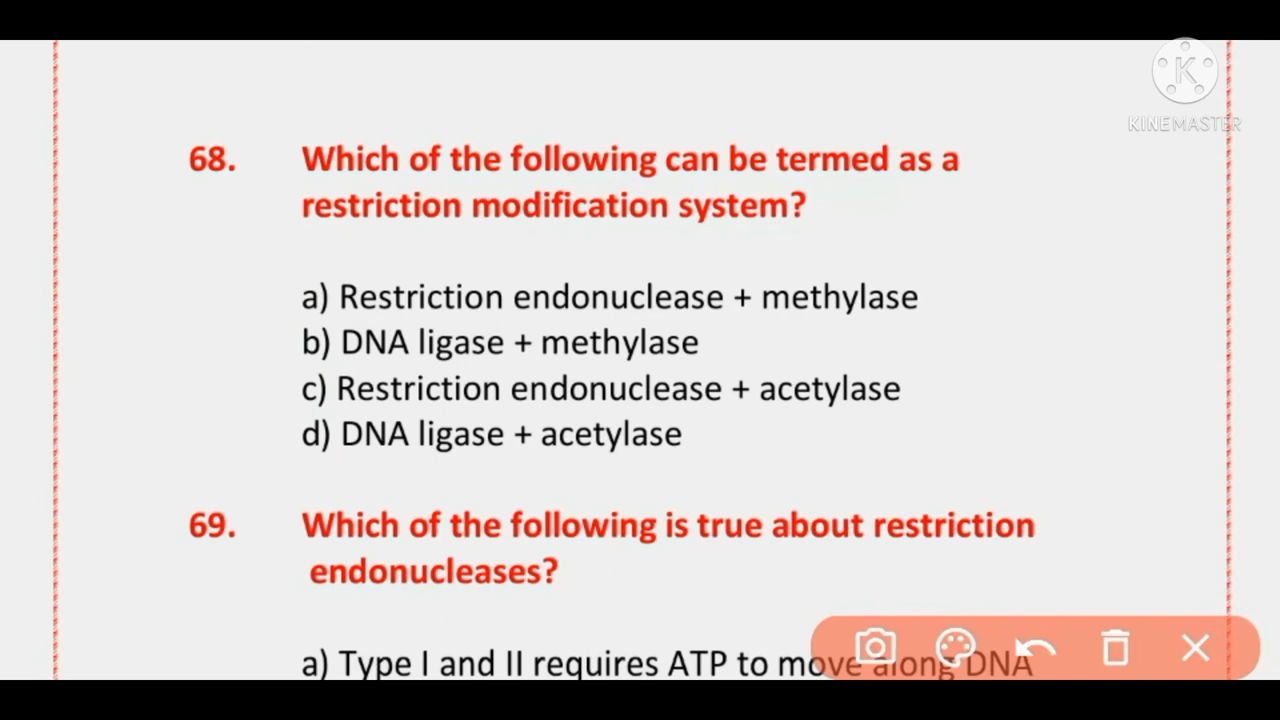 KINEMASTER
68. Which of the following can be termed as a
restriction modification system?
a) Restriction endonuclease + methylase
b) DNA ligase + methylase
c) Restriction endonuclease + acetylase
d) DNA ligase + acetylase
69. Which of the following is true about restriction
endonucleases?
a) Type I and II requires ATP to move along DNA